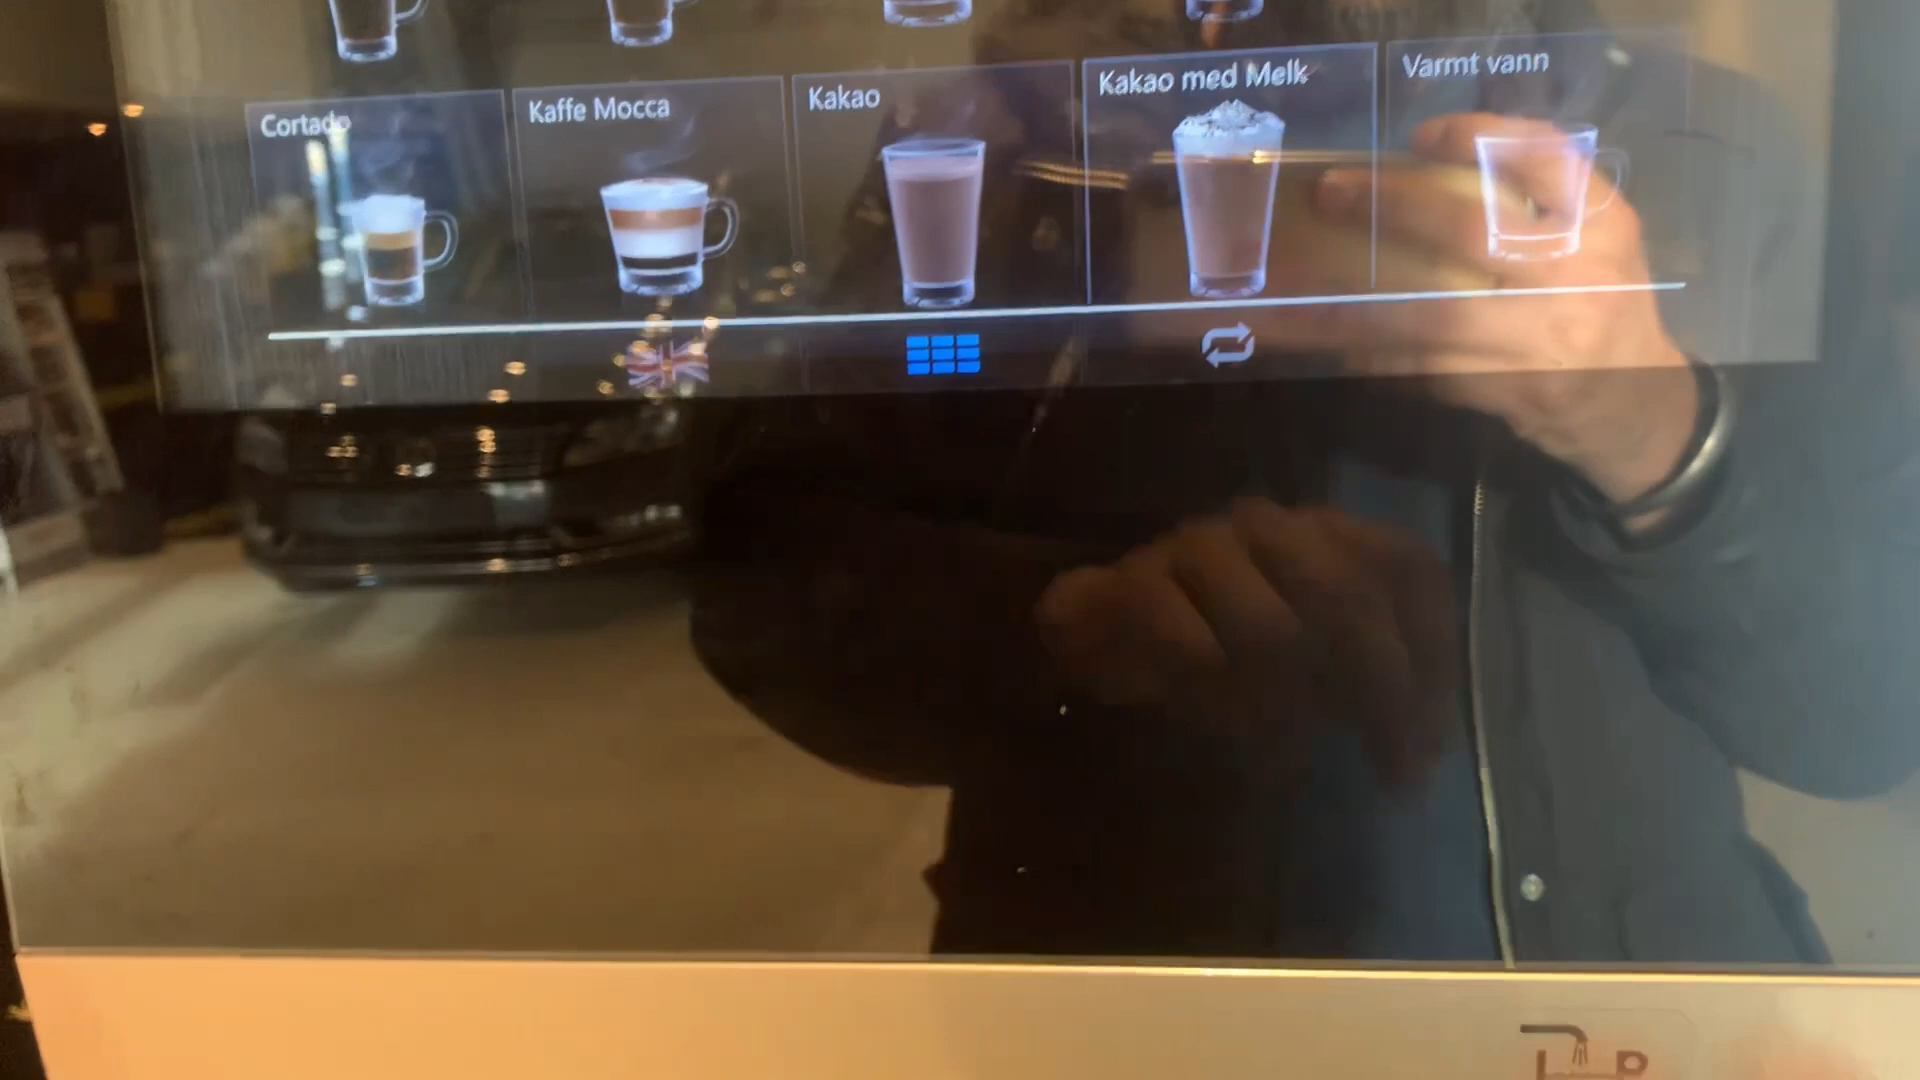 Cortado
Kaffe Mocca
Kakao
Kakao med Melk
Varmt vann